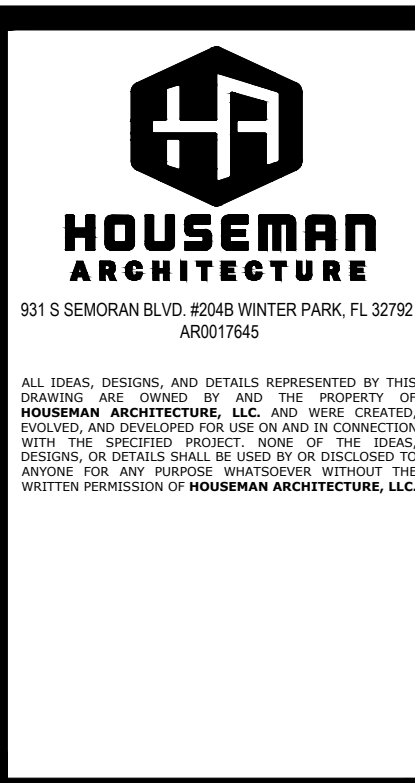 HA
HOUSEMAN
ARCHITECTURE
931 S SEMORAN BLVD. #204B WINTER PARK, FL 32792
AR0017645
ALL IDEAS, DESIGNS, AND DETAILS REPRESENTED BY THIS
DRAWING ARE OWNED BY AND THE PROPERTY OF
HOUSEMAN ARCHITECTURE, LLC. AND WERE CREATED,
EVOLVED, AND DEVELOPED FOR USE ON AND IN CONNECTION
WITH THE SPECIFIED PROJECT. NONE OF THE IDEAS,
DESIGNS, OR DETAILS SHALL BE USED BY OR DISCLOSED TO
ANYONE FOR ANY PURPOSE WHATSOEVER WITHOUT THE
WRITTEN PERMISSION OF HOUSEMAN ARCHITECTURE, LLC.